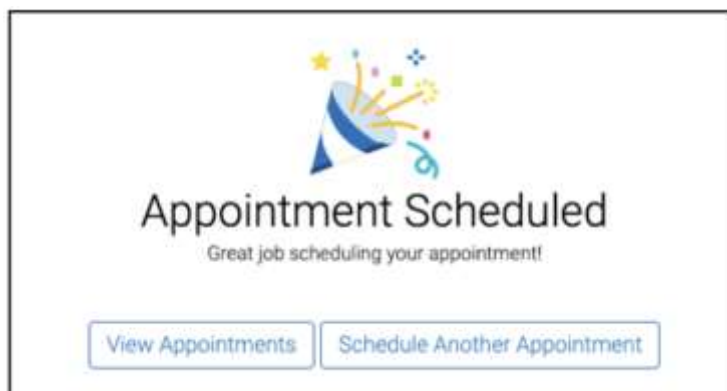 Appointment Scheduled
Great job scheduling your appointment!
View Appointments
Schedule Another Appointment